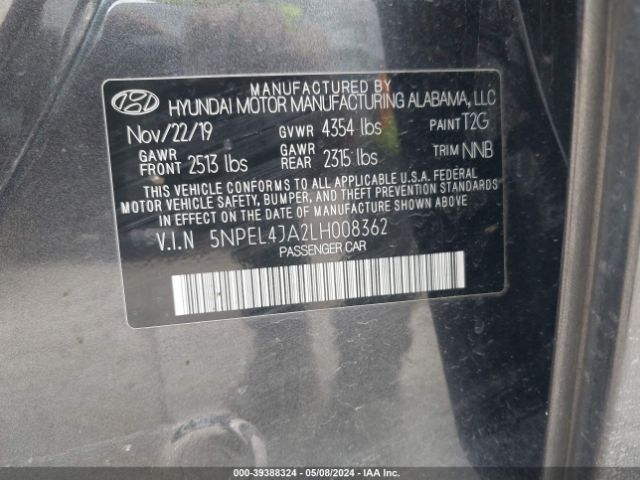 MANUFACTURED BY
HYUNDAI MOTOR MANUFACTURING ALABAMA, LLC
Nov/22/19 GVWR 4354 lbs PAINT T2G
GAWR FRONT 2513 lbs GAWR REAR 2315 lbs TRIM NNB
THIS VEHICLE CONFORMS TO ALL APPLICABLE U.S.A. FEDERAL
MOTOR VEHICLE SAFETY, BUMPER, AND THEFT PREVENTION STANDARDS
IN EFFECT ON THE DATE OF MANUFACTURE SHOWN ABOVE.
V.I.N 5NPEL4JA2LH008362
PASSENGER CAR
000-39388324 - 05/08/2024 - IAA Inc.